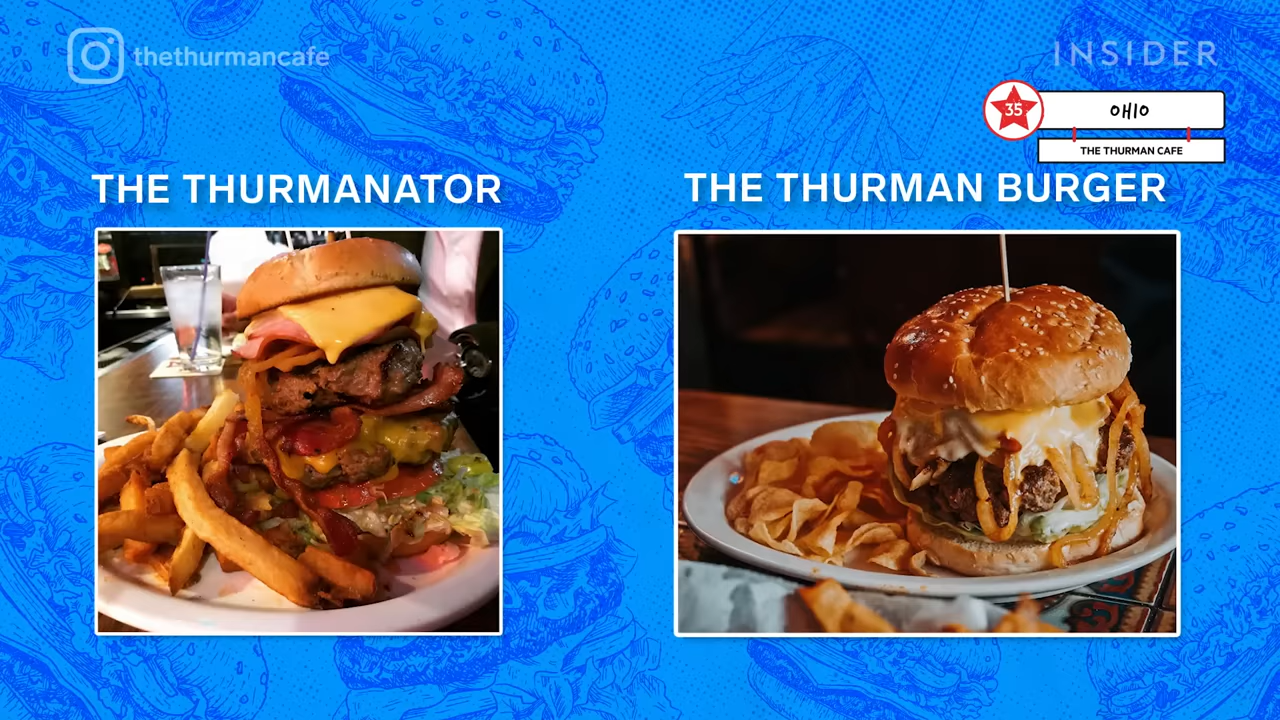 thethurmancafe
INSIDER
35
OHIO
THE THURMAN CAFE
THE THURMANATOR
THE THURMAN BURGER